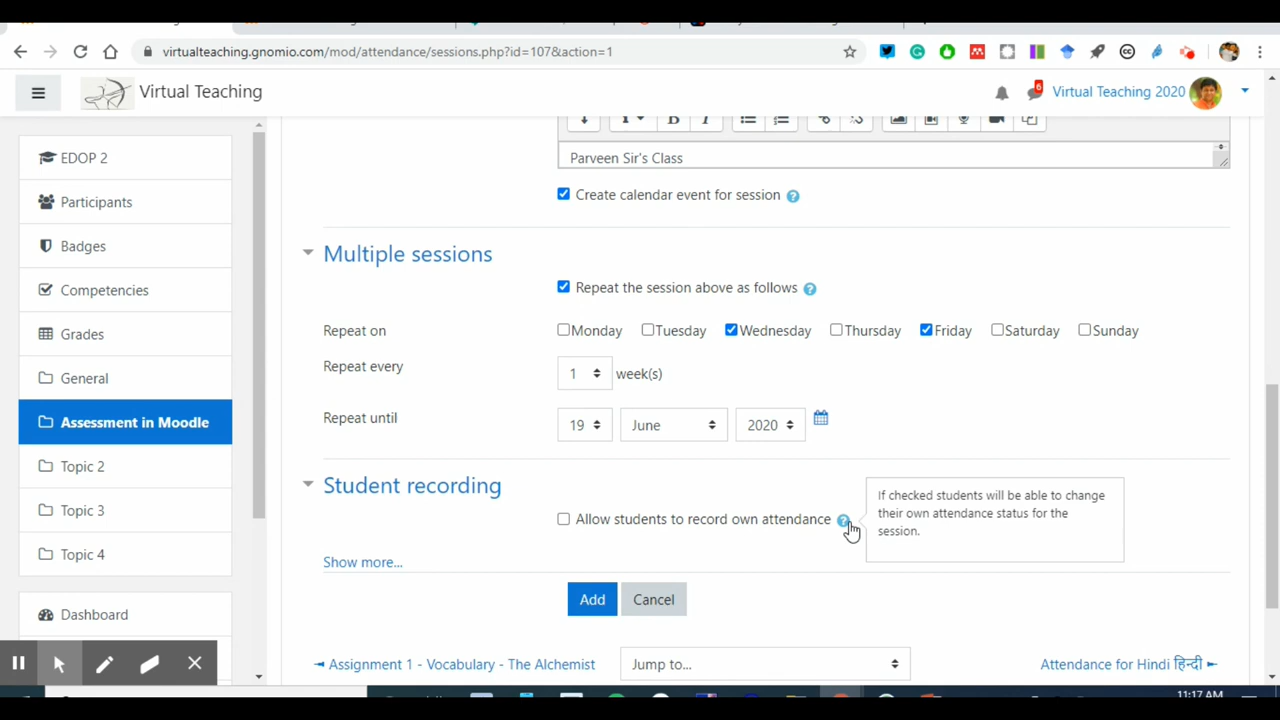 virtualteaching.gnomio.com/mod/attendance/sessions.php?id=107&action=1
Virtual Teaching
6
Virtual Teaching 2020
EDOP 2
Participants
Badges
Competencies
Grades
General
Assessment in Moodle
Topic 2
Topic 3
Topic 4
Dashboard
Parveen Sir's Class
Create calendar event for session
Multiple sessions
Repeat the session above as follows
Repeat on
Monday Tuesday Wednesday Thursday Friday Saturday Sunday
Repeat every
1 week(s)
Repeat until
19 June 2020
Student recording
Allow students to record own attendance
If checked students will be able to change
their own attendance status for the
session.
Show more...
Add Cancel
◄ Assignment 1 - Vocabulary - The Alchemist
Jump to...
Attendance for Hindi हिन्दी ►
11:17 AM